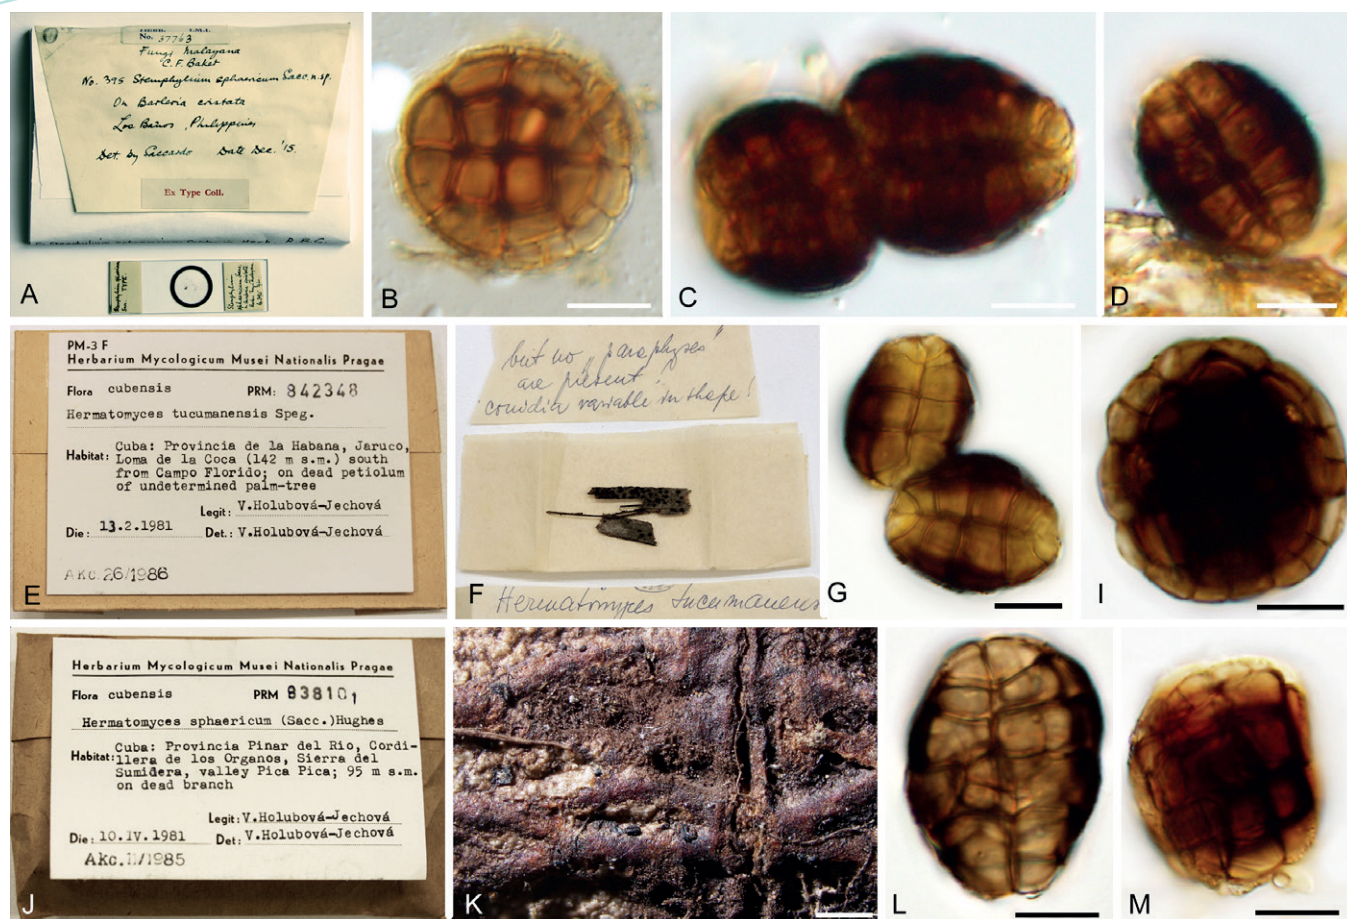 HERB. I.M.I.
No. 37763
Fungi Malayana
C.F. Baker
No. 395 Stemphylium sphaericum Sacc. n.sp.
On Barleria cristata
Los Baños, Philippines
Det. by Saccardo Date Dec. '15.
Ex Type Coll.
A
B
C
D
PM-3 F
Herbarium Mycologicum Musei Nationalis Pragae
Flora cubensis PRM: 842348
Hermatomyces tucumanensis Speg.
Habitat: Cuba: Provincia de la Habana, Jaruco,
Loma de la Coca (142 m s.m.) south
from Campo Florido; on dead petiolum
of undetermined palm-tree
Legit: V.Holubová-Jechová
Die: 13.2.1981 Det.: V.Holubová-Jechová
Akc. 26/1986
E
but no "paraphyses"
are present
conidia variable in shape!
Hermatomyces tucumanens
F
G
I
Herbarium Mycologicum Musei Nationalis Pragae
Flora cubensis PRM 838101
Hermatomyces sphaericum (Sacc.)Hughes
Habitat: Cuba: Provincia Pinar del Rio, Cordi-
llera de los Organos, Sierra del
Sumidera, valley Pica Pica; 95 m s.m.
on dead branch
Legit: V.Holubová-Jechová
Die: 10.IV.1981 Det: V.Holubová-Jechová
J
K
L
M